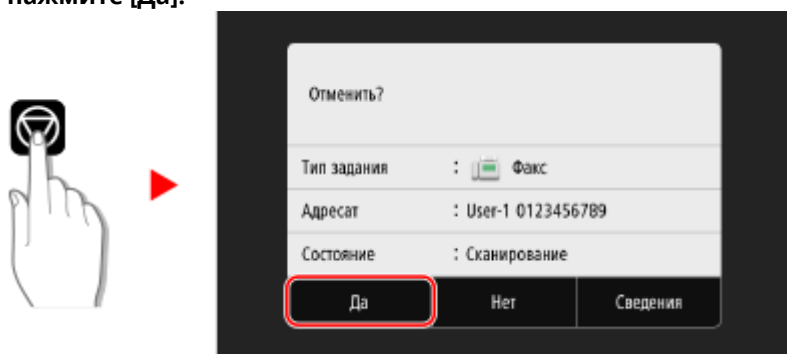 нажмите [Да].
Отменить?
Тип задания : Факс
Адресат : User-1 0123456789
Состояние : Сканирование
Да Нет Сведения